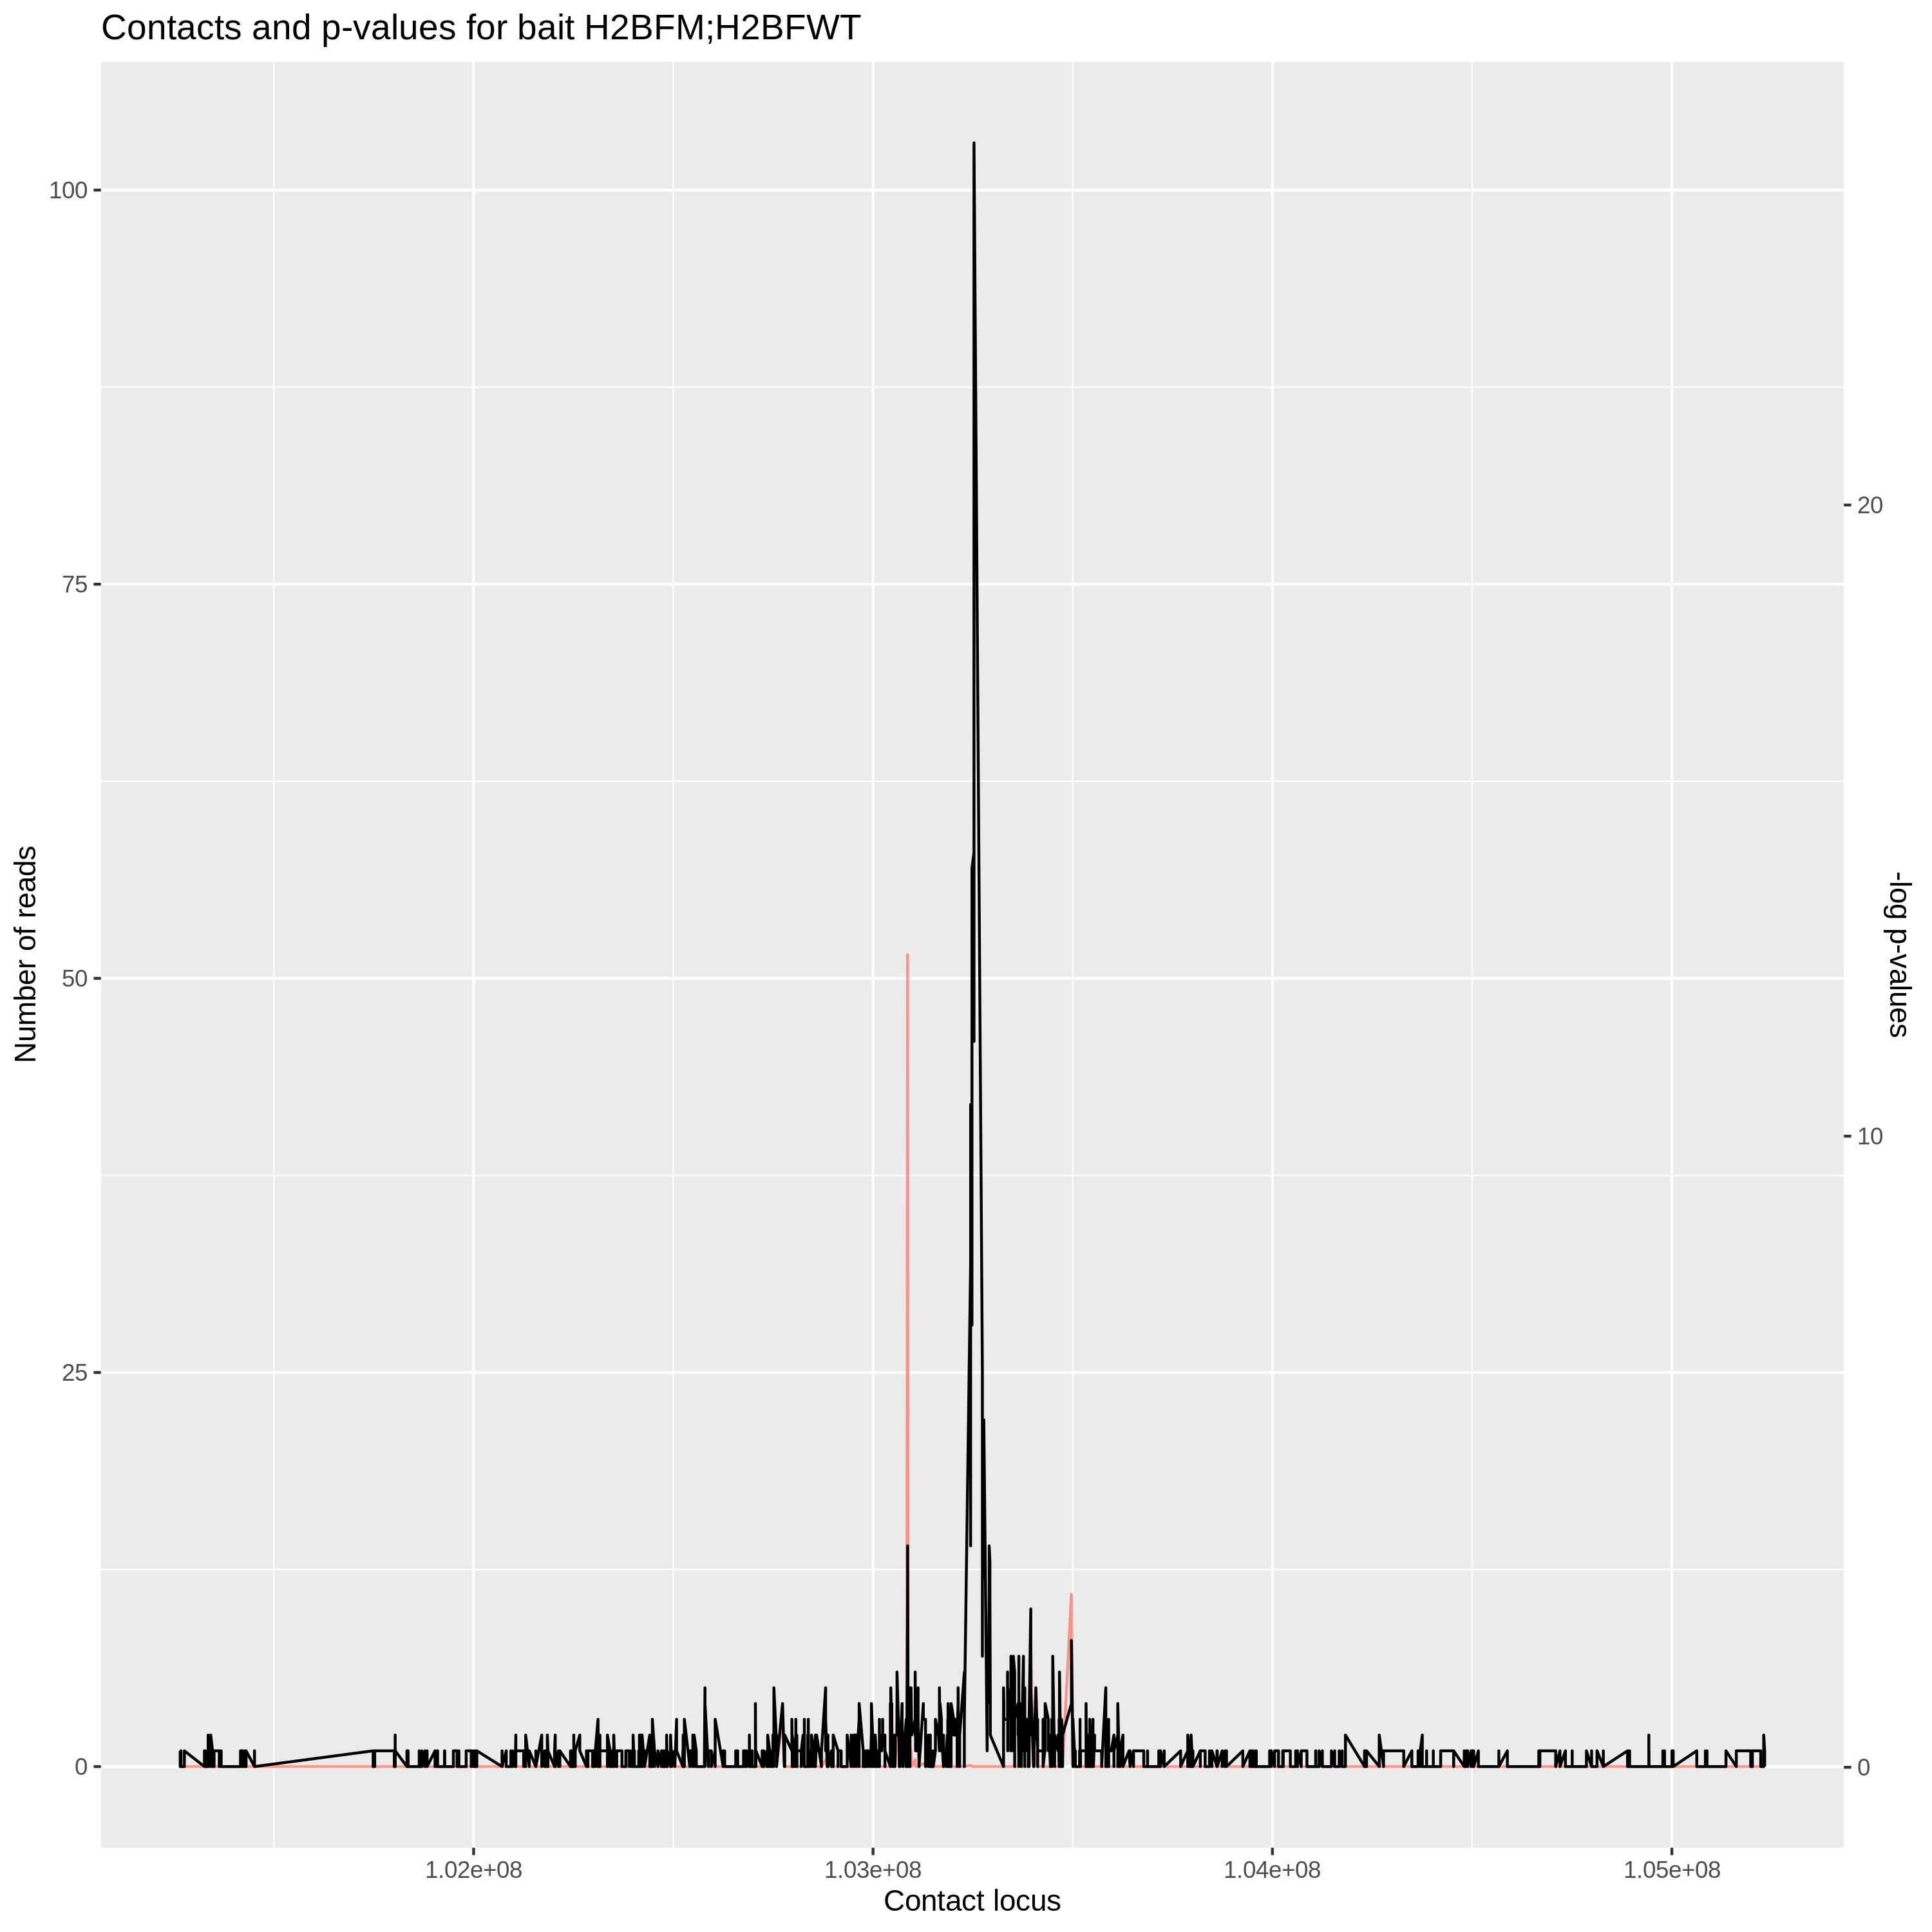 Contacts and p-values for bait H2BFM;H2BFWT
100
75
50
25
0
Number of reads
20
10
0
-log p-values
1.02e+08
1.03e+08
1.04e+08
1.05e+08
Contact locus